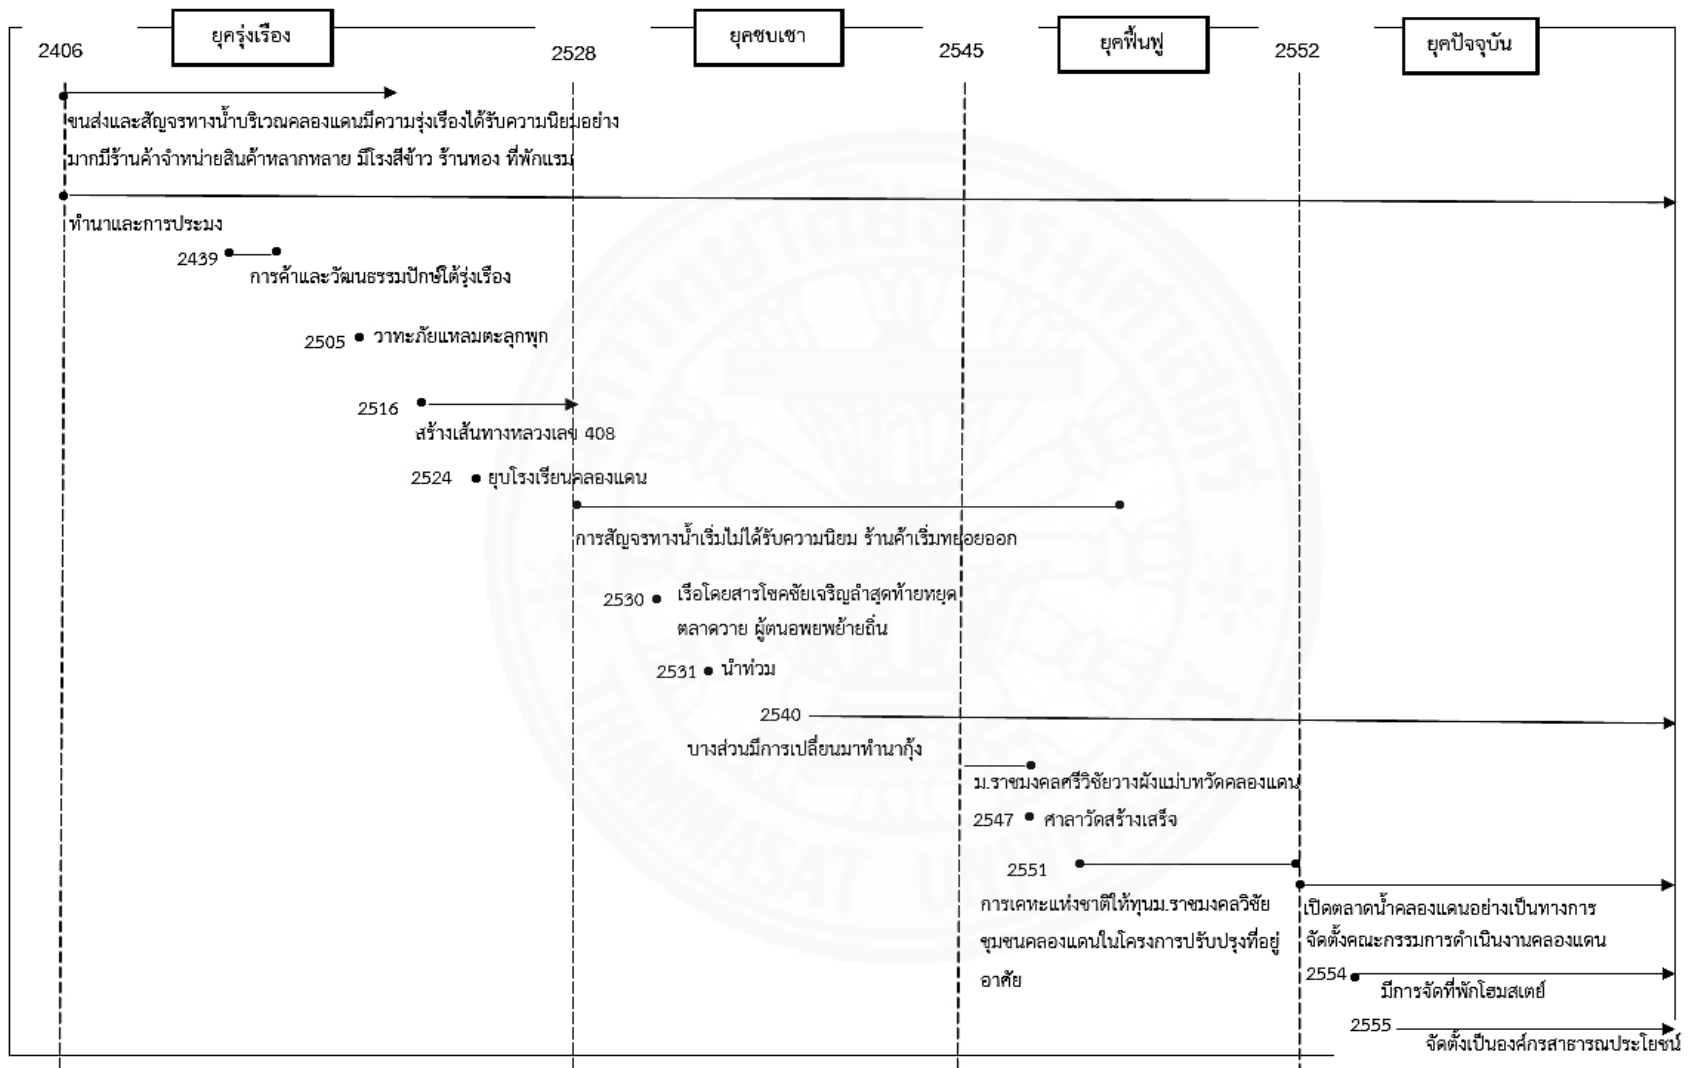 ยุครุ่งเรือง
ยุคซบเซา
ยุคฟื้นฟู
ยุคปัจจุบัน
2406
2528
2545
2552
ขนส่งและสัญจรทางน้ำบริเวณคลองแดนมีความรุ่งเรืองได้รับความนิยมอย่าง
มากมีร้านค้าจำหน่ายสินค้าหลากหลาย มีโรงสีข้าว ร้านทอง ที่พักแรม
ทำนาและการประมง
2439
การค้าและวัฒนธรรมปักษ์ใต้รุ่งเรือง
2505 วาทะภัยแหลมตะลุกพุก
2516
สร้างเส้นทางหลวงเลข 408
2524 ยุบโรงเรียนคลองแดน
การสัญจรทางน้ำเริ่มไม่ได้รับความนิยม ร้านค้าเริ่มทยอยออก
2530 เรือโดยสารโชคชัยเจริญลำสุดท้ายหยุด
ตลาดวาย ผู้ตนอพยพย้ายถิ่น
2531 น้ำท่วม
2540
บางส่วนมีการเปลี่ยนมาทำนากุ้ง
ม.ราชมงคลศรีวิชัยวางผังแม่บทวัดคลองแดน
2547 ศาลาวัดสร้างเสร็จ
2551
การเคหะแห่งชาติให้ทุนม.ราชมงคลวิชัย
ชุมชนคลองแดนในโครงการปรับปรุงที่อยู่
อาศัย
เปิดตลาดน้ำคลองแดนอย่างเป็นทางการ
จัดตั้งคณะกรรมการดำเนินงานคลองแดน
2554
มีการจัดที่พักโฮมสเตย์
2555
จัดตั้งเป็นองค์กรสาธารณประโยชน์
มหาวิทยาลัยธรรมศาสตร์
THAMMASAT UNIVERSITY